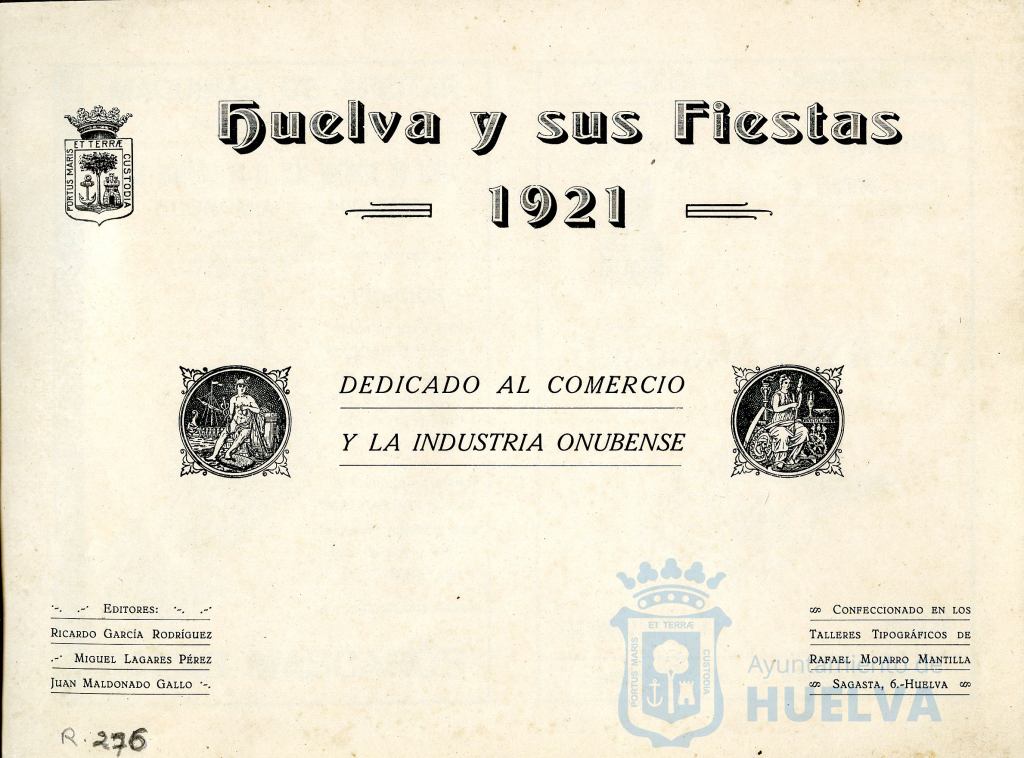 Huelva y sus Fiestas
1921
PORTUS MARIS ET TERRÆ CUSTODIA
DEDICADO AL COMERCIO
Y LA INDUSTRIA ONUBENSE
EDITORES:
RICARDO GARCÍA RODRÍGUEZ
MIGUEL LAGARES PÉREZ
JUAN MALDONADO GALLO
CONFECCIONADO EN LOS
TALLERES TIPOGRÁFICOS DE
RAFAEL MOJARRO MANTILLA
SAGASTA, 6.-HUELVA
PORTUS MARIS ET TERRÆ CUSTODIA
Ayuntamiento de
HUELVA
R. 276